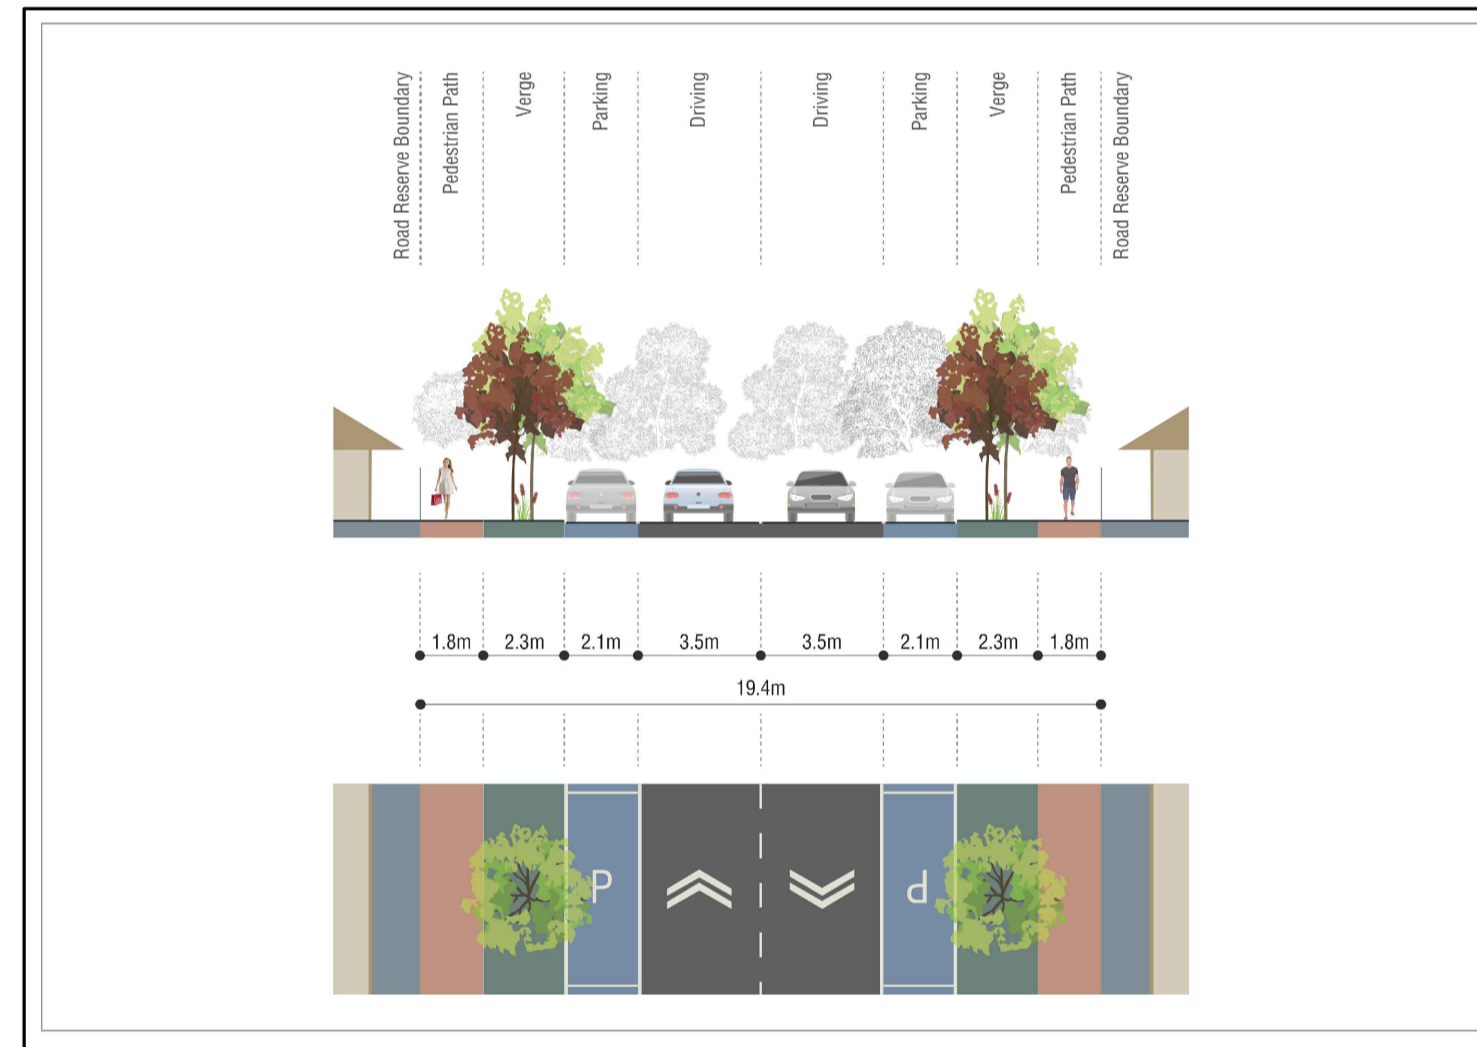 Road Reserve Boundary
Pedestrian Path
Verge
Parking
Driving
Driving
Parking
Verge
Pedestrian Path
Road Reserve Boundary
1.8m
2.3m
2.1m
3.5m
3.5m
2.1m
2.3m
1.8m
19.4m
P
P